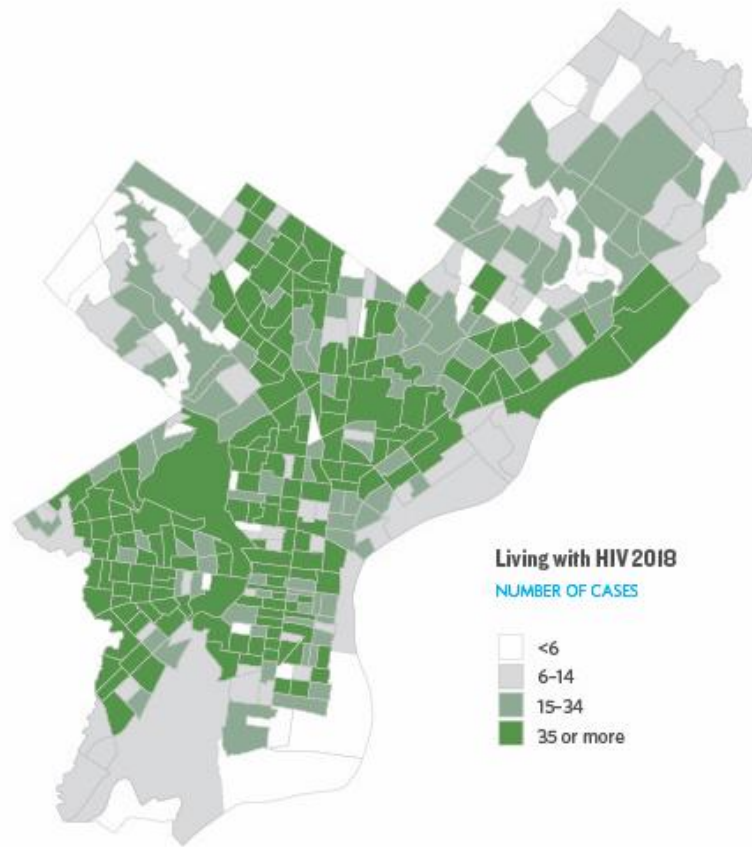 Living with HIV 2018
NUMBER OF CASES
<6
6–14
15–34
35 or more